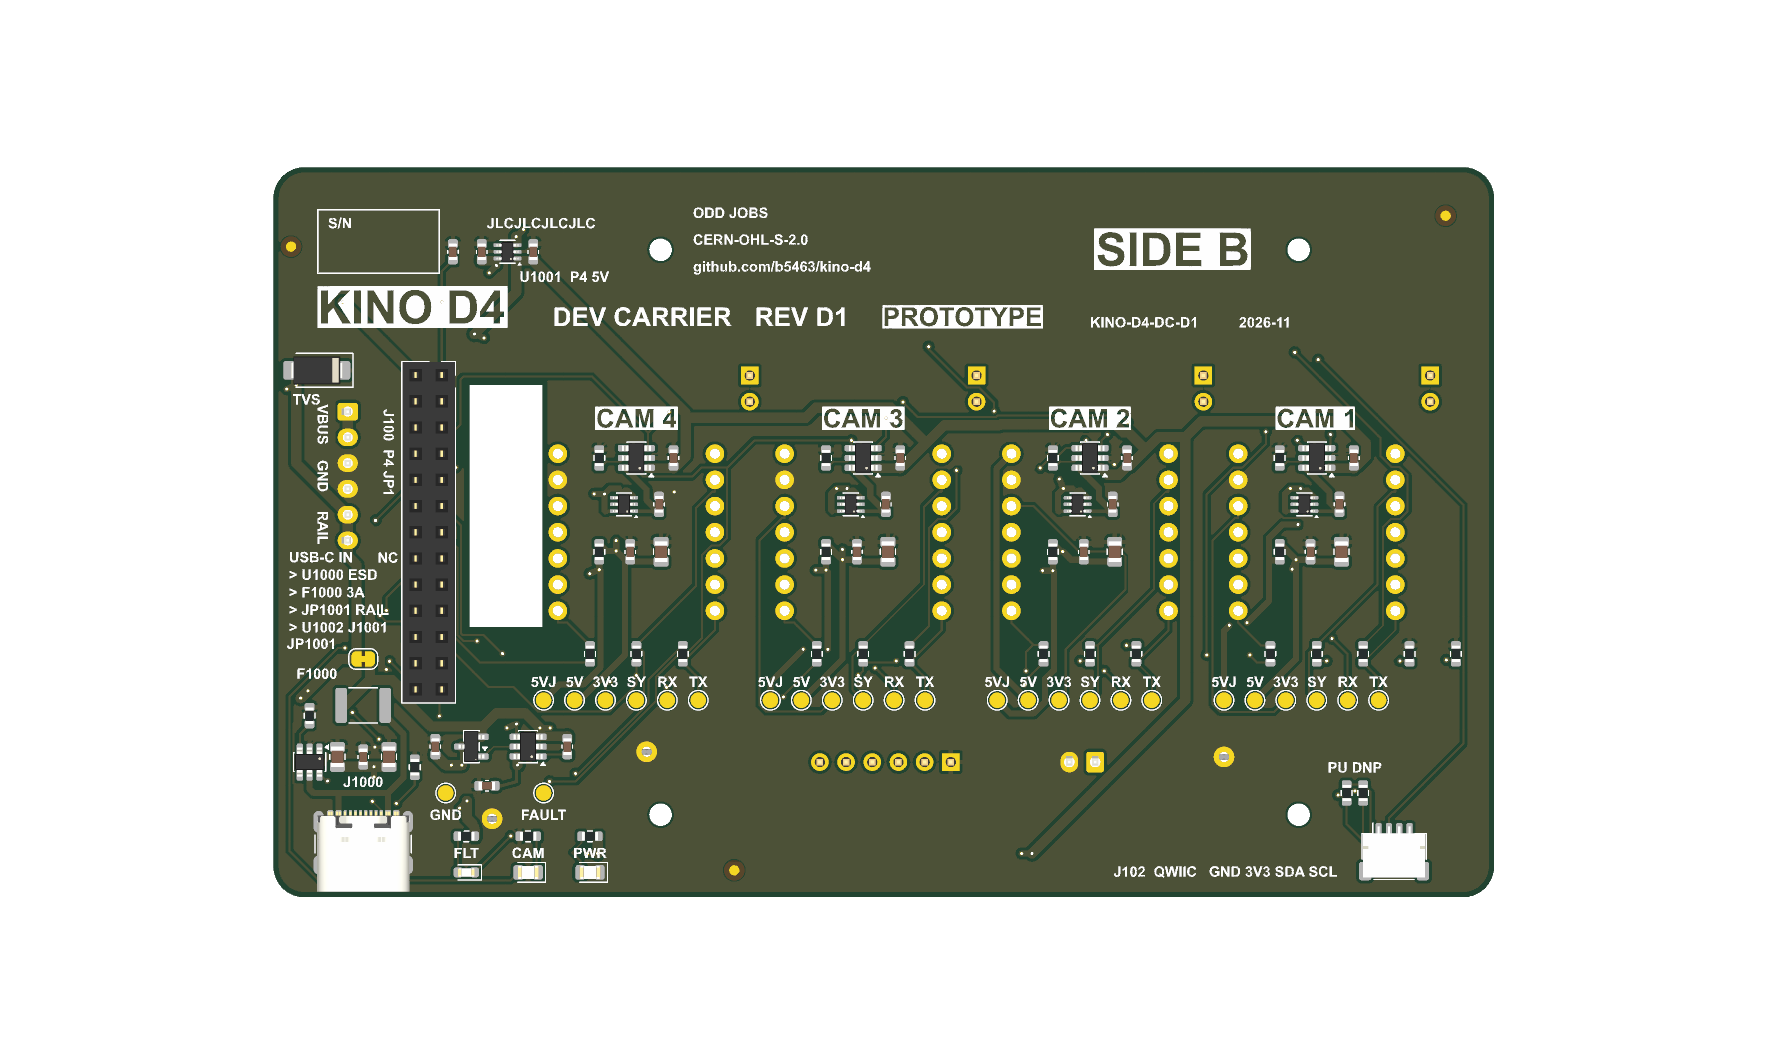 S/N
JLCJLCJLCJLC
U1001 P4 5V
ODD JOBS
CERN-OHL-S-2.0
github.com/b5463/kino-d4
SIDE B
KINO D4
DEV CARRIER REV D1 PROTOTYPE
KINO-D4-DC-D1 2026-11
TVS
VBUS
GND
RAIL
J100 P4 JP1
CAM 4
CAM 3
CAM 2
CAM 1
USB-C IN
NC
> U1000 ESD
> F1000 3A
> JP1001 RAIL
> U1002 J1001
JP1001
F1000
5VJ 5V 3V3 SY RX TX
5VJ 5V 3V3 SY RX TX
5VJ 5V 3V3 SY RX TX
5VJ 5V 3V3 SY RX TX
J1000
GND
FAULT
FLT
CAM
PWR
PU DNP
J102 QWIIC GND 3V3 SDA SCL